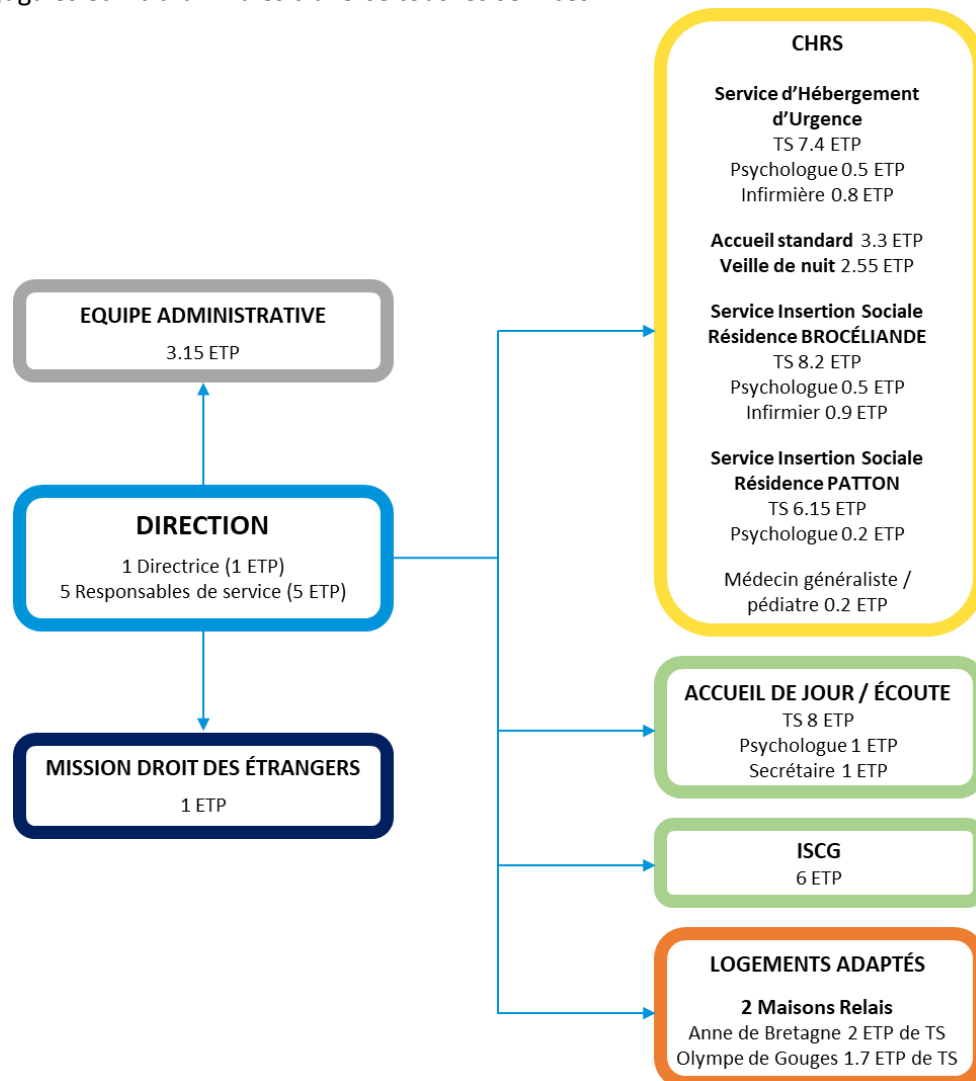 EQUIPE ADMINISTRATIVE
3.15 ETP
DIRECTION
1 Directrice (1 ETP)
5 Responsables de service (5 ETP)
MISSION DROIT DES ÉTRANGERS
1 ETP
CHRS
Service d'Hébergement
d'Urgence
TS 7.4 ETP
Psychologue 0.5 ETP
Infirmière 0.8 ETP
Accueil standard 3.3 ETP
Veille de nuit 2.55 ETP
Service Insertion Sociale
Résidence BROCÉLIANDE
TS 8.2 ETP
Psychologue 0.5 ETP
Infirmier 0.9 ETP
Service Insertion Sociale
Résidence PATTON
TS 6.15 ETP
Psychologue 0.2 ETP
Médecin généraliste /
pédiatre 0.2 ETP
ACCUEIL DE JOUR / ÉCOUTE
TS 8 ETP
Psychologue 1 ETP
Secrétaire 1 ETP
ISCG
6 ETP
LOGEMENTS ADAPTÉS
2 Maisons Relais
Anne de Bretagne 2 ETP de TS
Olympe de Gouges 1.7 ETP de TS